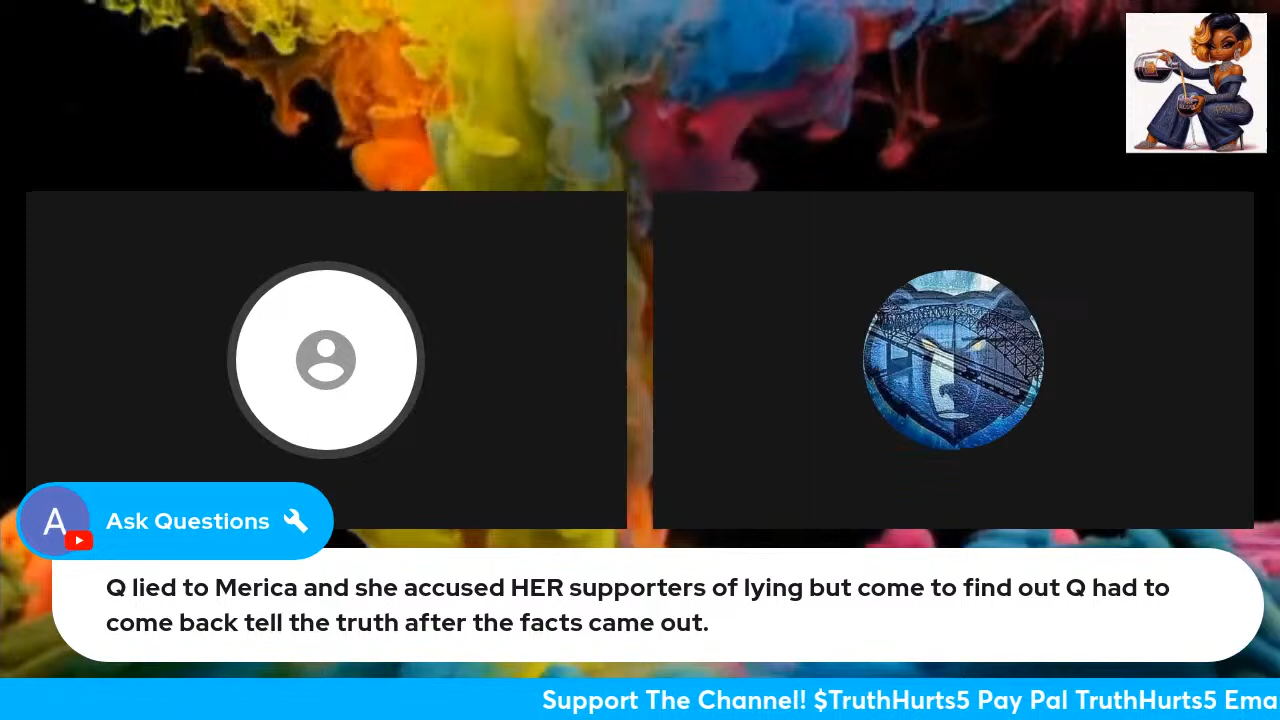 A
Ask Questions
Q lied to Merica and she accused HER supporters of lying but come to find out Q had to
come back tell the truth after the facts came out.
Support The Channel! $TruthHurts5 Pay Pal TruthHurts5 Ema